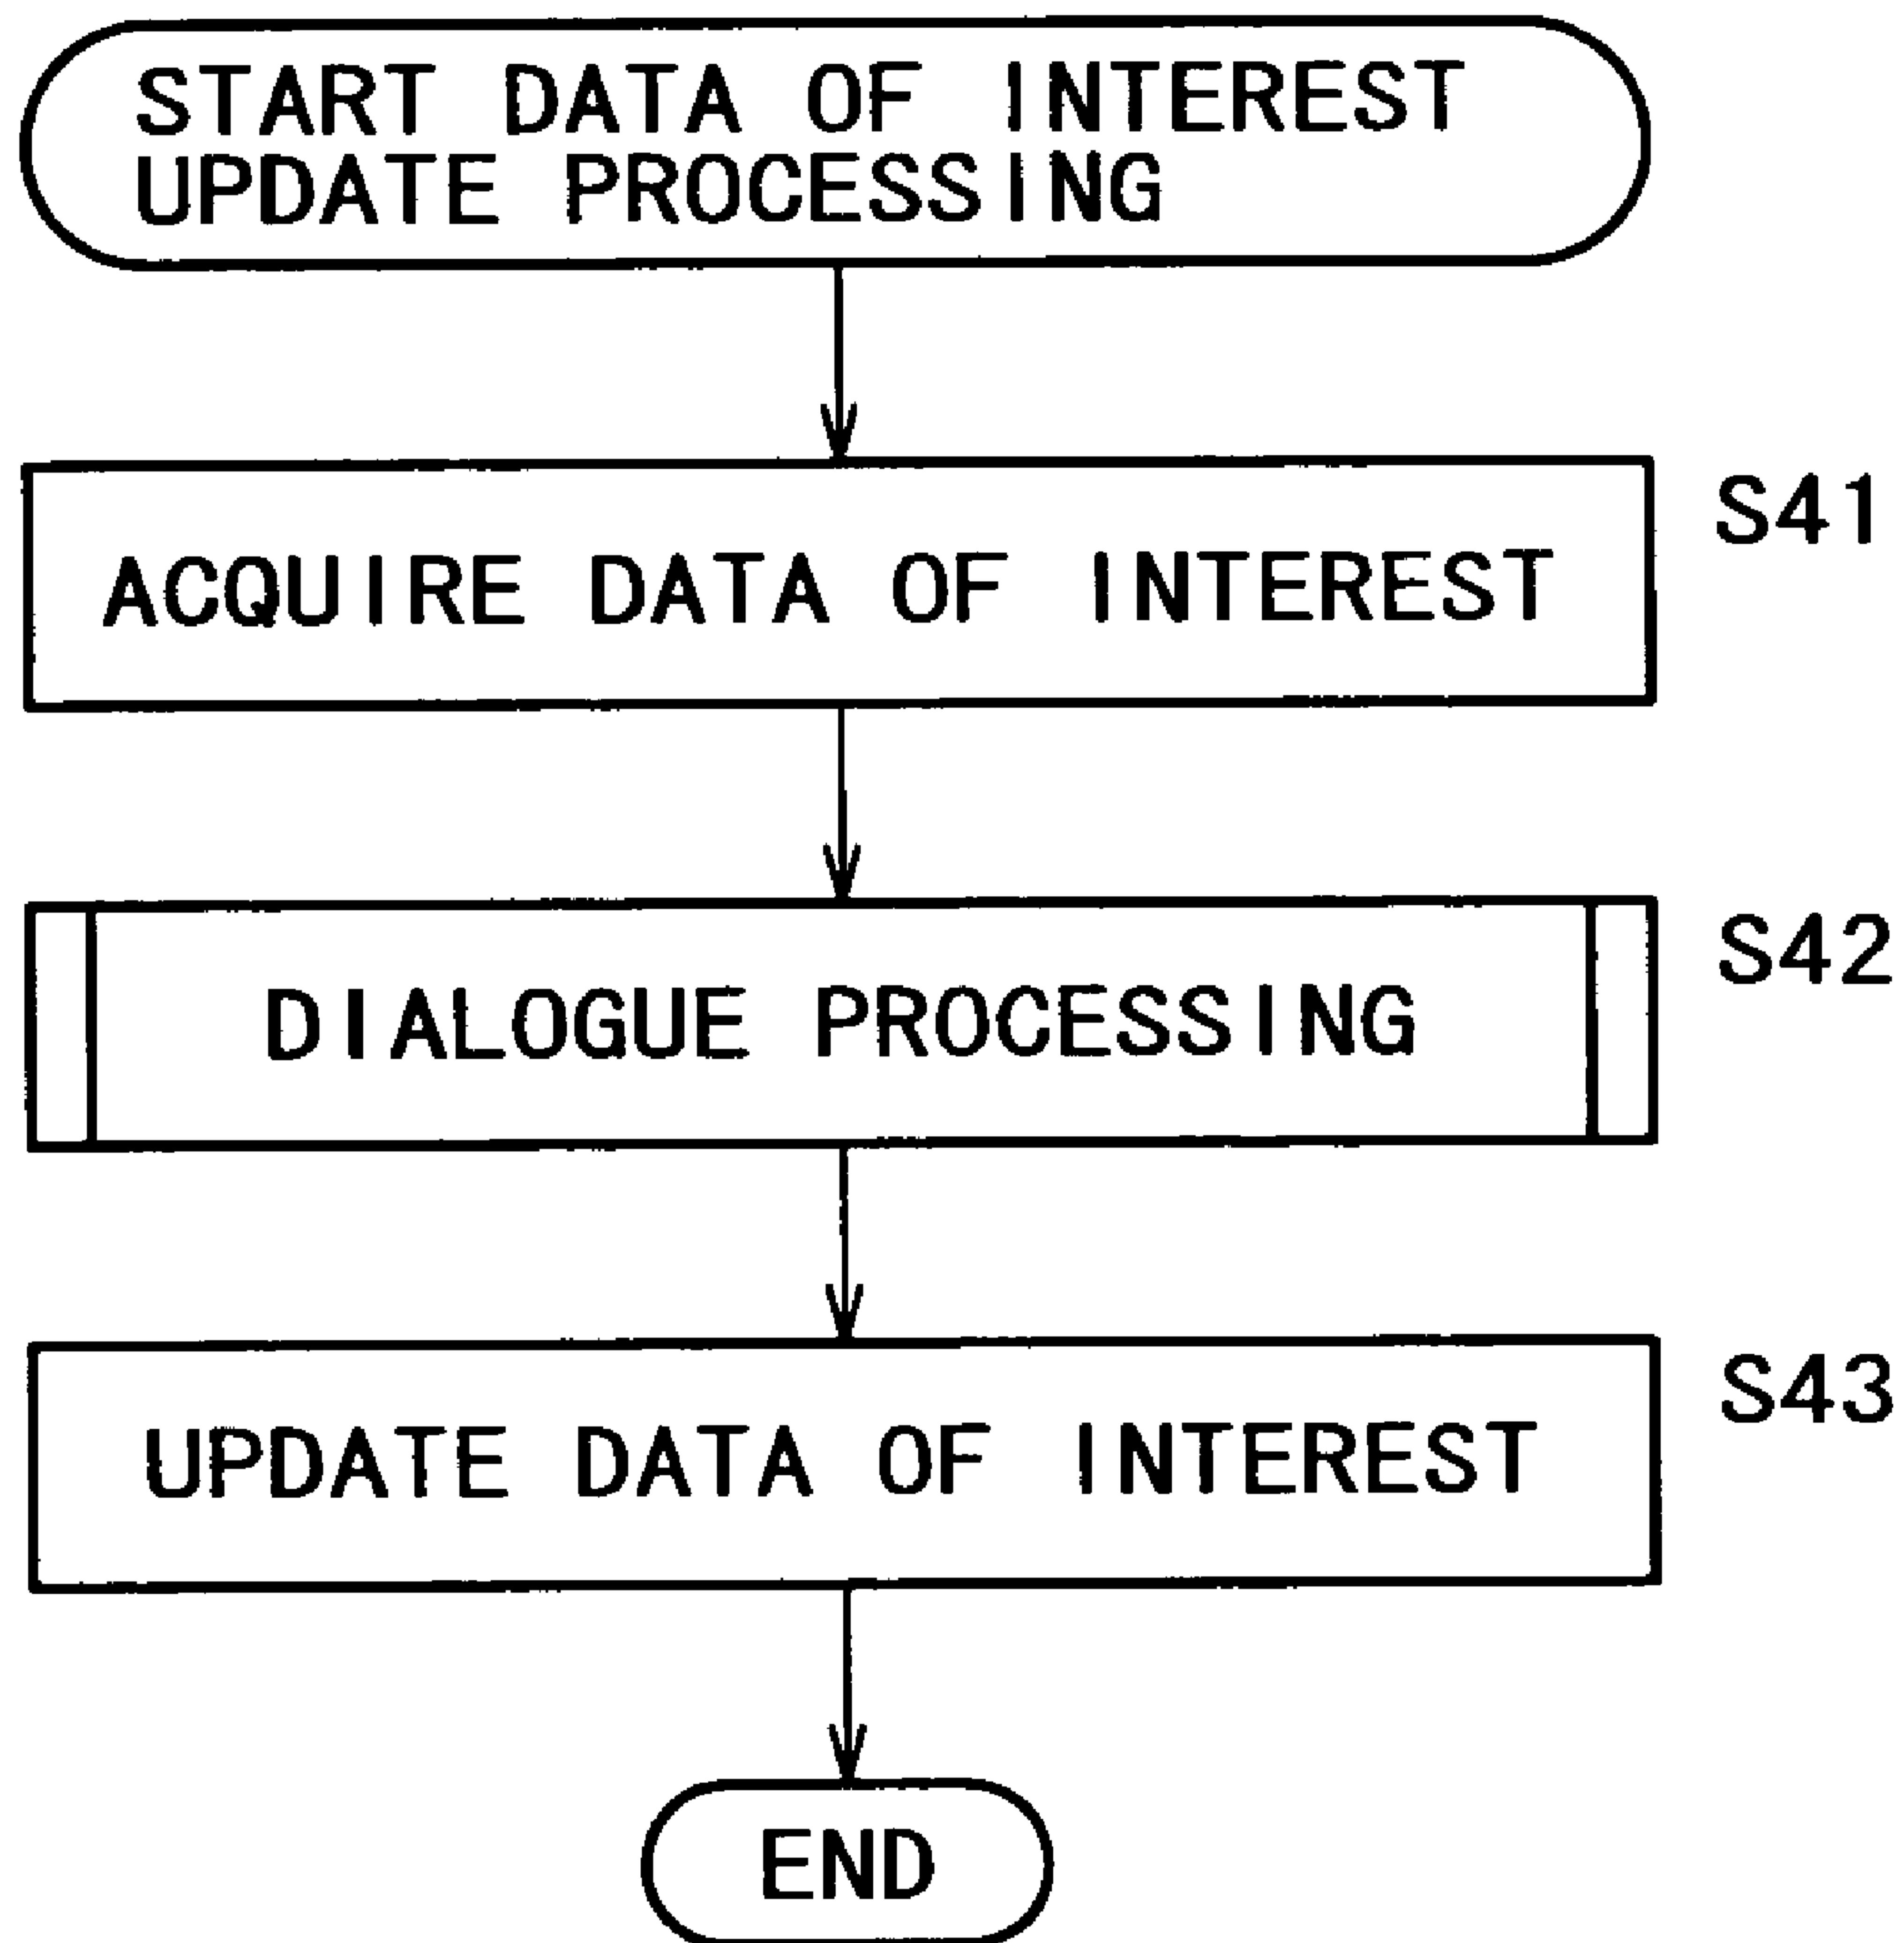 START DATA OF INTEREST
UPDATE PROCESSING
S41
ACQUIRE DATA OF INTEREST
S42
DIALOGUE PROCESSING
S43
UPDATE DATA OF INTEREST
END